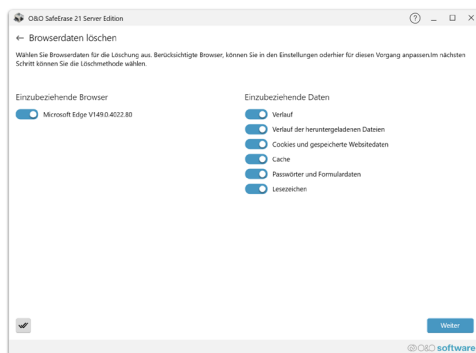 O&O SafeErase 21 Server Edition
← Browserdaten löschen
Wählen Sie Browserdaten für die Löschung aus. Berücksichtigte Browser, können Sie in den Einstellungen oderhier für diesen Vorgang anpassen.Im nächsten
Schritt können Sie die Löschmethode wählen.
Einzubeziehende Browser
Microsoft Edge V149.0.4022.80
Einzubeziehende Daten
Verlauf
Verlauf der heruntergeladenen Dateien
Cookies und gespeicherte Websitedaten
Cache
Passwörter und Formulardaten
Lesezeichen
Weiter
O&O software